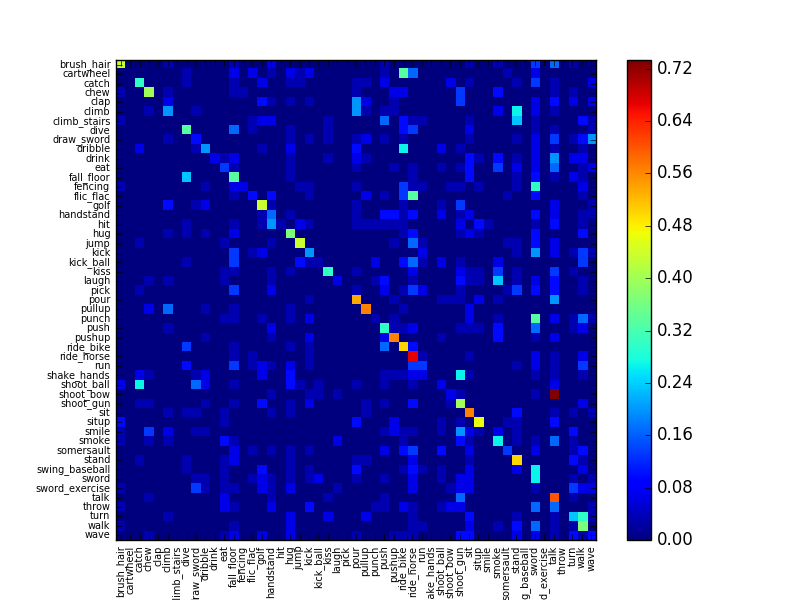 brush_hair
cartwheel
catch
chew
clap
climb
climb_stairs
dive
draw_sword
dribble
drink
eat
fall_floor
fencing
flic_flac
golf
handstand
hit
hug
jump
kick
kick_ball
kiss
laugh
pick
pour
pullup
punch
push
pushup
ride_bike
ride_horse
run
shake_hands
shoot_ball
shoot_bow
shoot_gun
sit
situp
smile
smoke
somersault
stand
swing_baseball
sword
sword_exercise
talk
throw
turn
walk
wave
brush_hair
cartwheel
catch
chew
clap
climb
limb_stairs
dive
raw_sword
dribble
drink
eat
fall_floor
fencing
flic_flac
golf
handstand
hit
hug
jump
kick
kick_ball
kiss
laugh
pick
pour
pullup
punch
push
pushup
ride_bike
ride_horse
run
ake_hands
shoot_ball
shoot_bow
shoot_gun
sit
situp
smile
smoke
somersault
stand
g_baseball
sword
d_exercise
talk
throw
turn
walk
wave
0.72
0.64
0.56
0.48
0.40
0.32
0.24
0.16
0.08
0.00